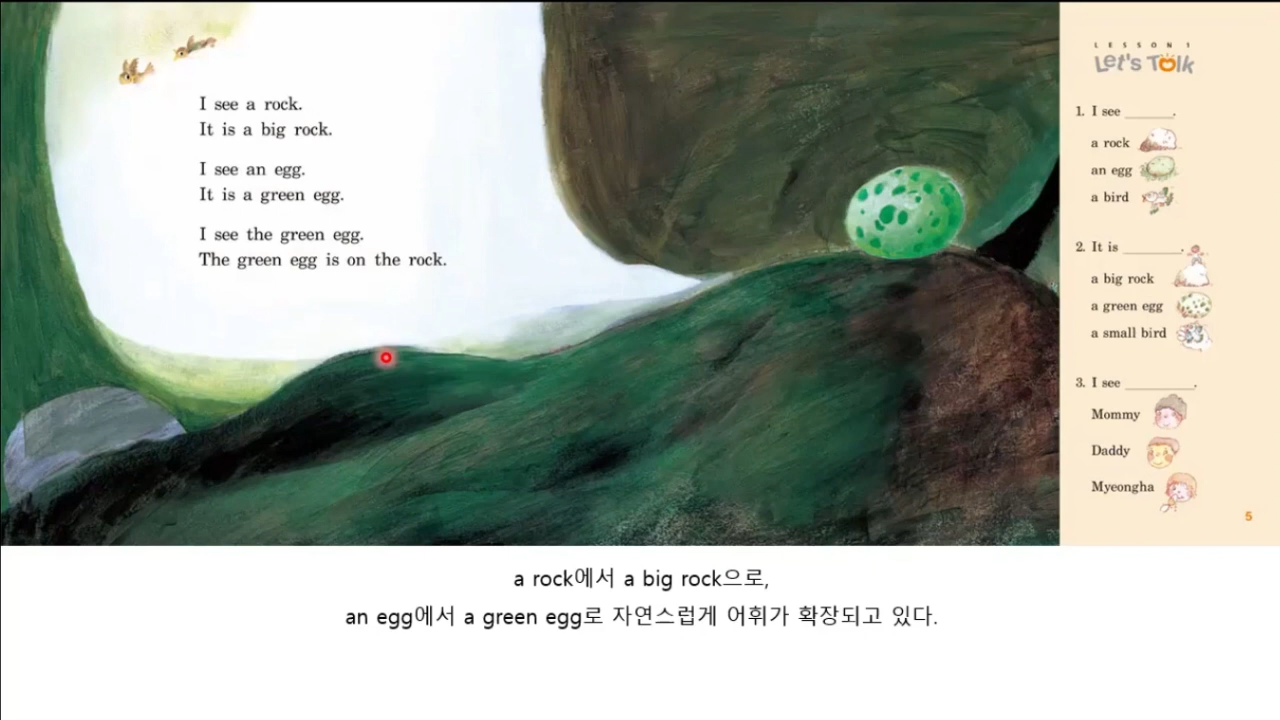 I see a rock.
It is a big rock.
I see an egg.
It is a green egg.
I see the green egg.
The green egg is on the rock.
LESSON 1
Let's Talk
1. I see _______.
a rock
an egg
a bird
2. It is ________.
a big rock
a green egg
a small bird
3. I see __________.
Mommy
Daddy
Myeongha
5
a rock에서 a big rock으로,
an egg에서 a green egg로 자연스럽게 어휘가 확장되고 있다.